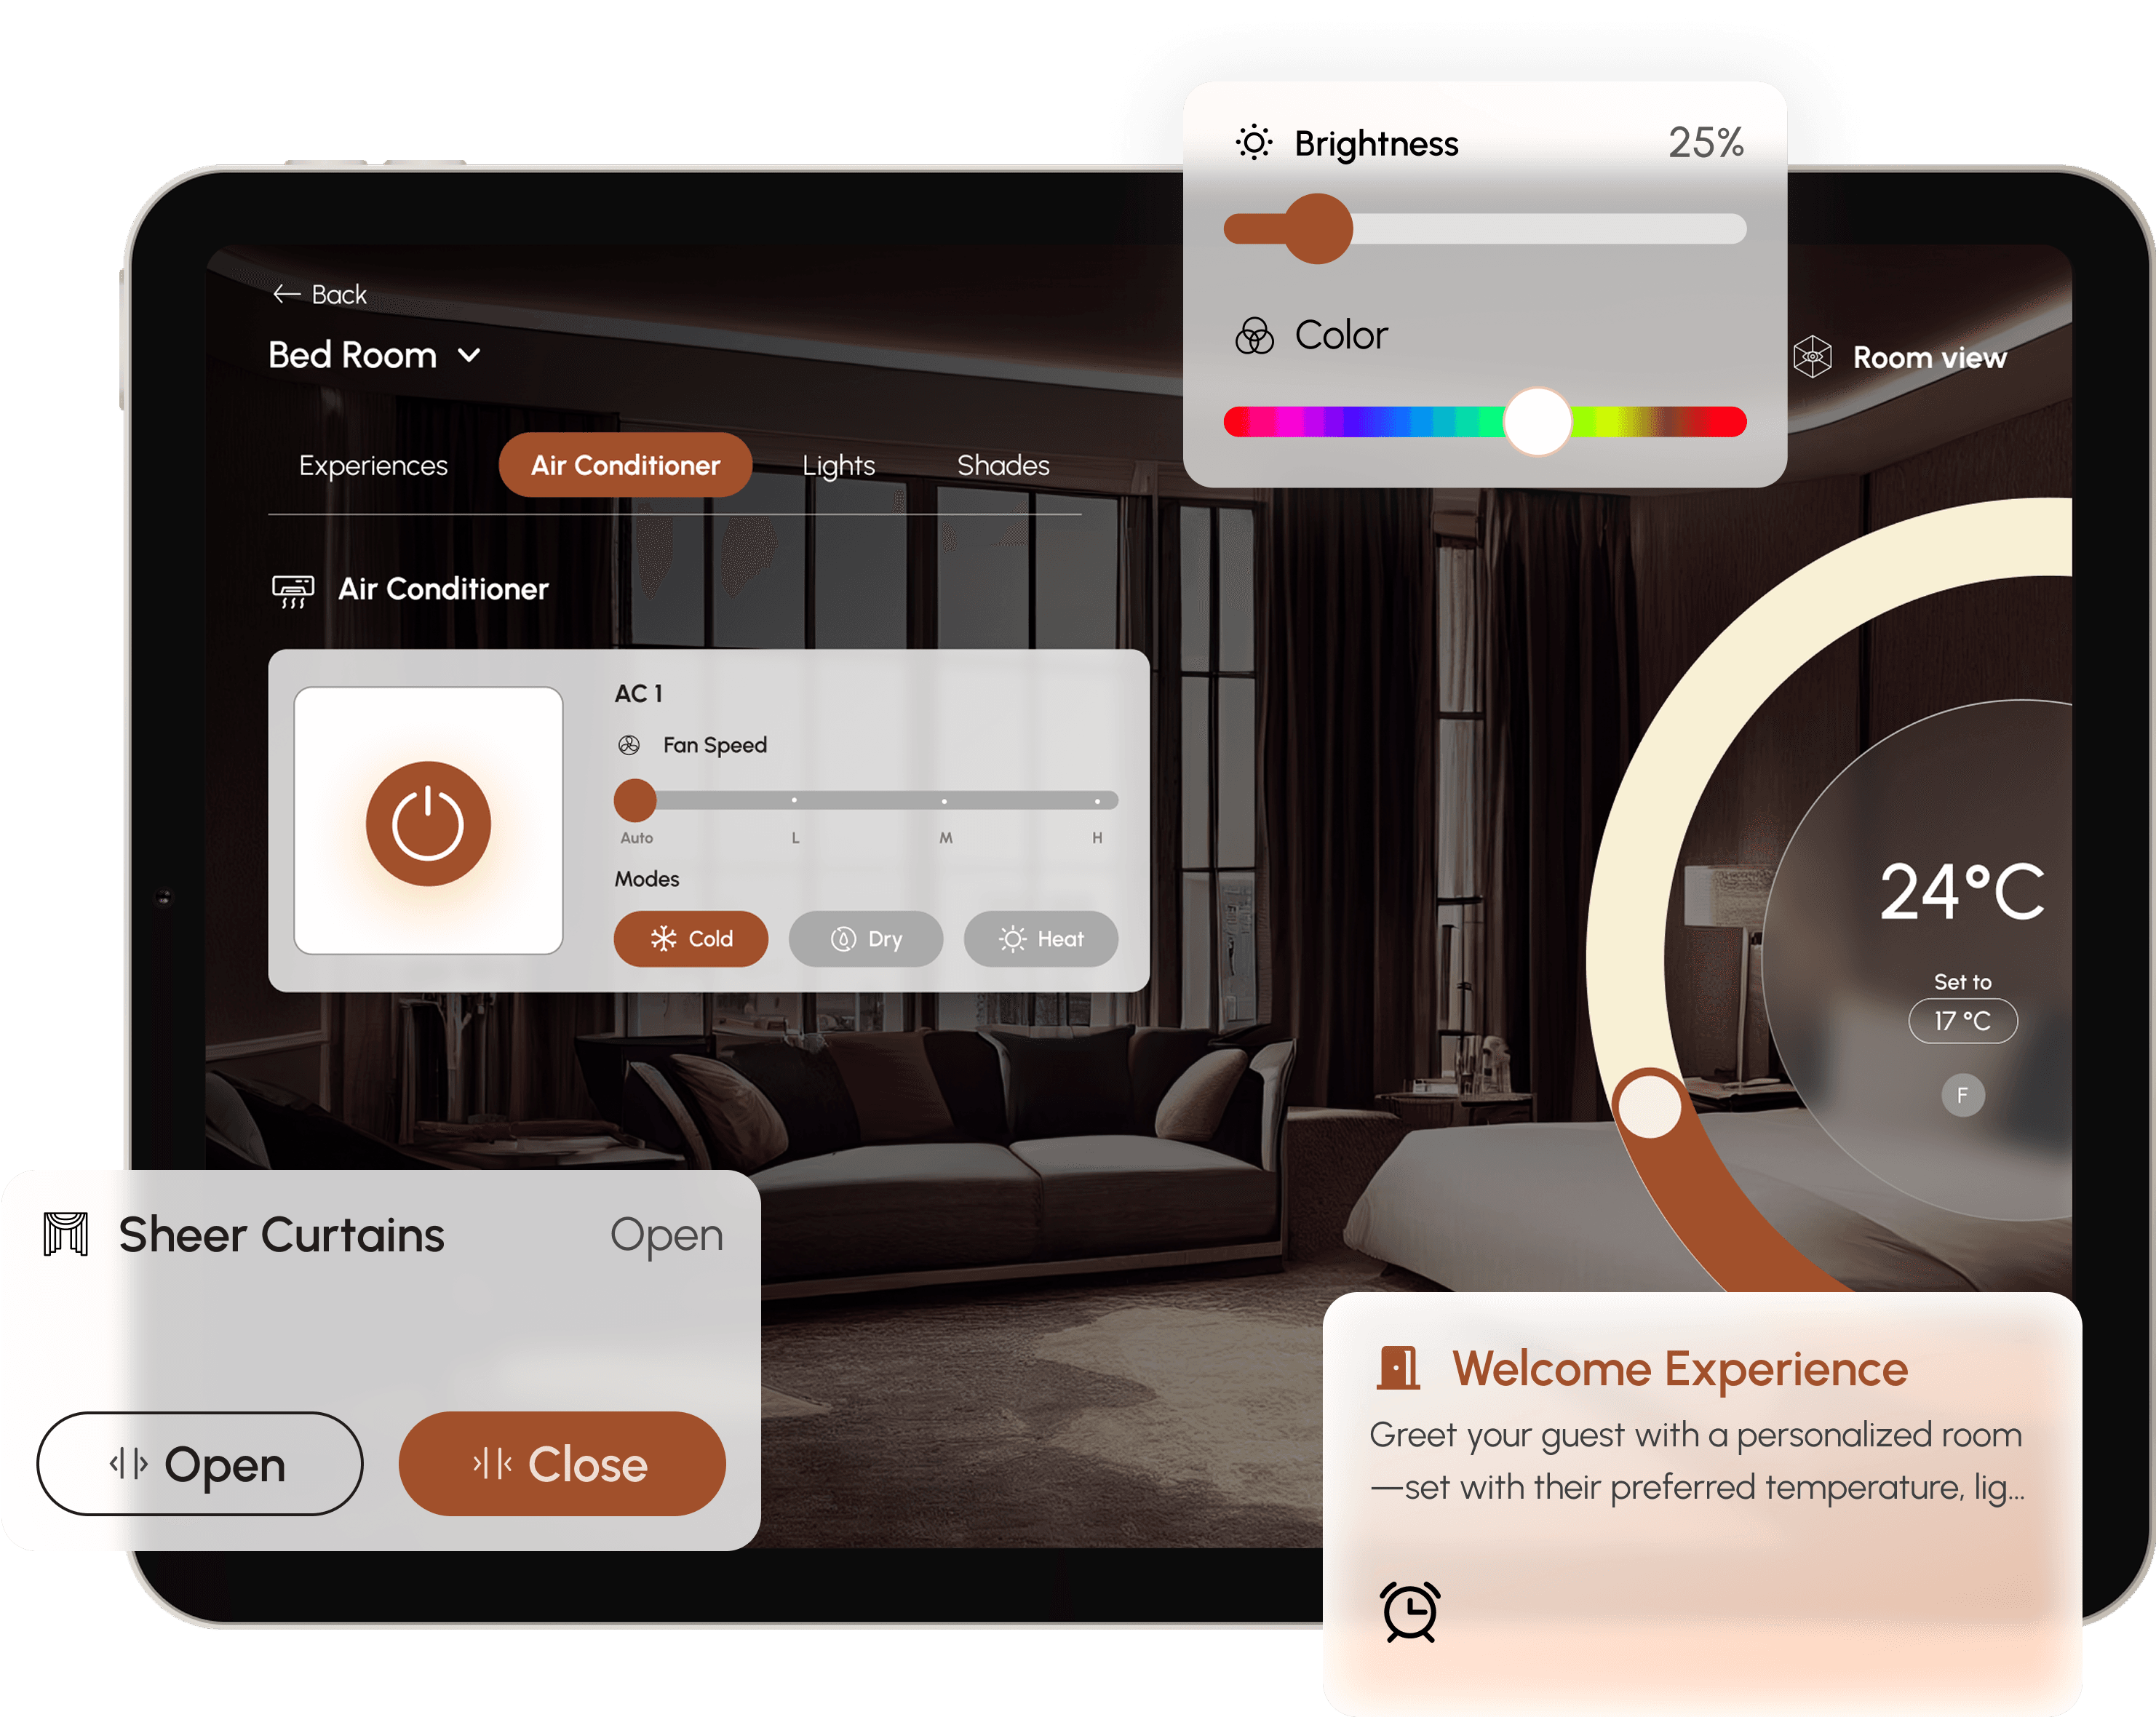 Brightness 25%
Color
← Back
Bed Room
Room view
Experiences Air Conditioner Lights Shades
Air Conditioner
AC 1
Fan Speed
Auto L M H
Modes
Cold Dry Heat
24°C
Set to
17 °C
F
Sheer Curtains Open
Open Close
Welcome Experience
Greet your guest with a personalized room
—set with their preferred temperature, lig...